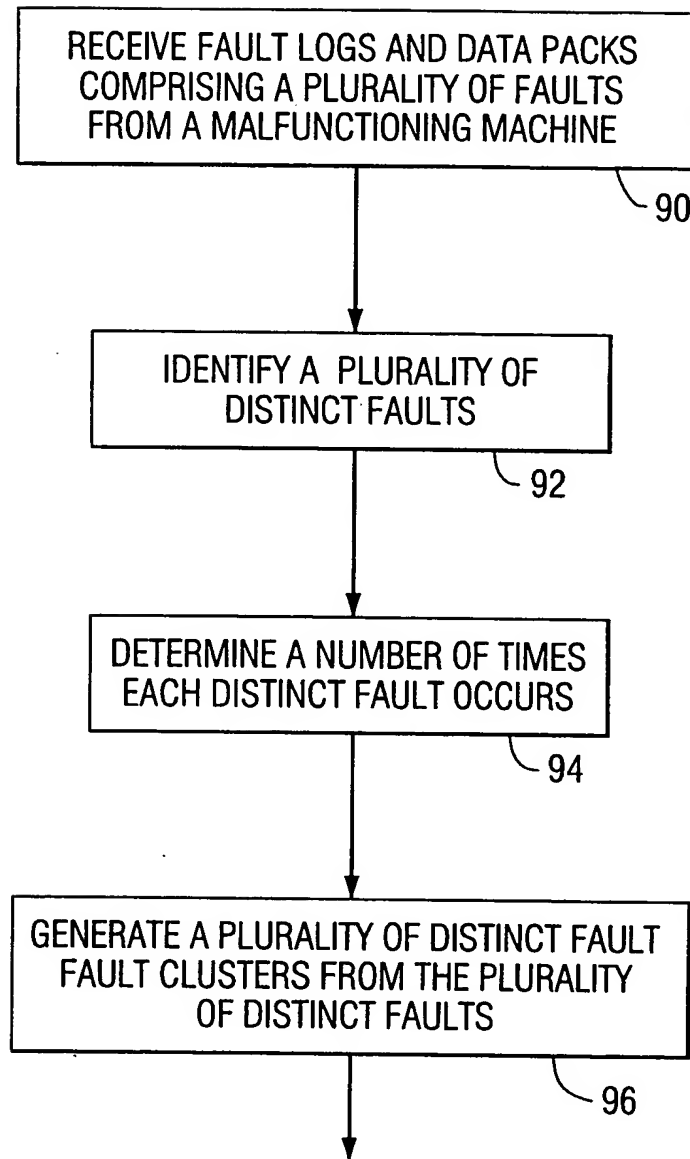 RECEIVE FAULT LOGS AND DATA PACKS
COMPRISING A PLURALITY OF FAULTS
FROM A MALFUNCTIONING MACHINE
90
IDENTIFY A PLURALITY OF
DISTINCT FAULTS
92
DETERMINE A NUMBER OF TIMES
EACH DISTINCT FAULT OCCURS
94
GENERATE A PLURALITY OF DISTINCT FAULT
FAULT CLUSTERS FROM THE PLURALITY
OF DISTINCT FAULTS
96